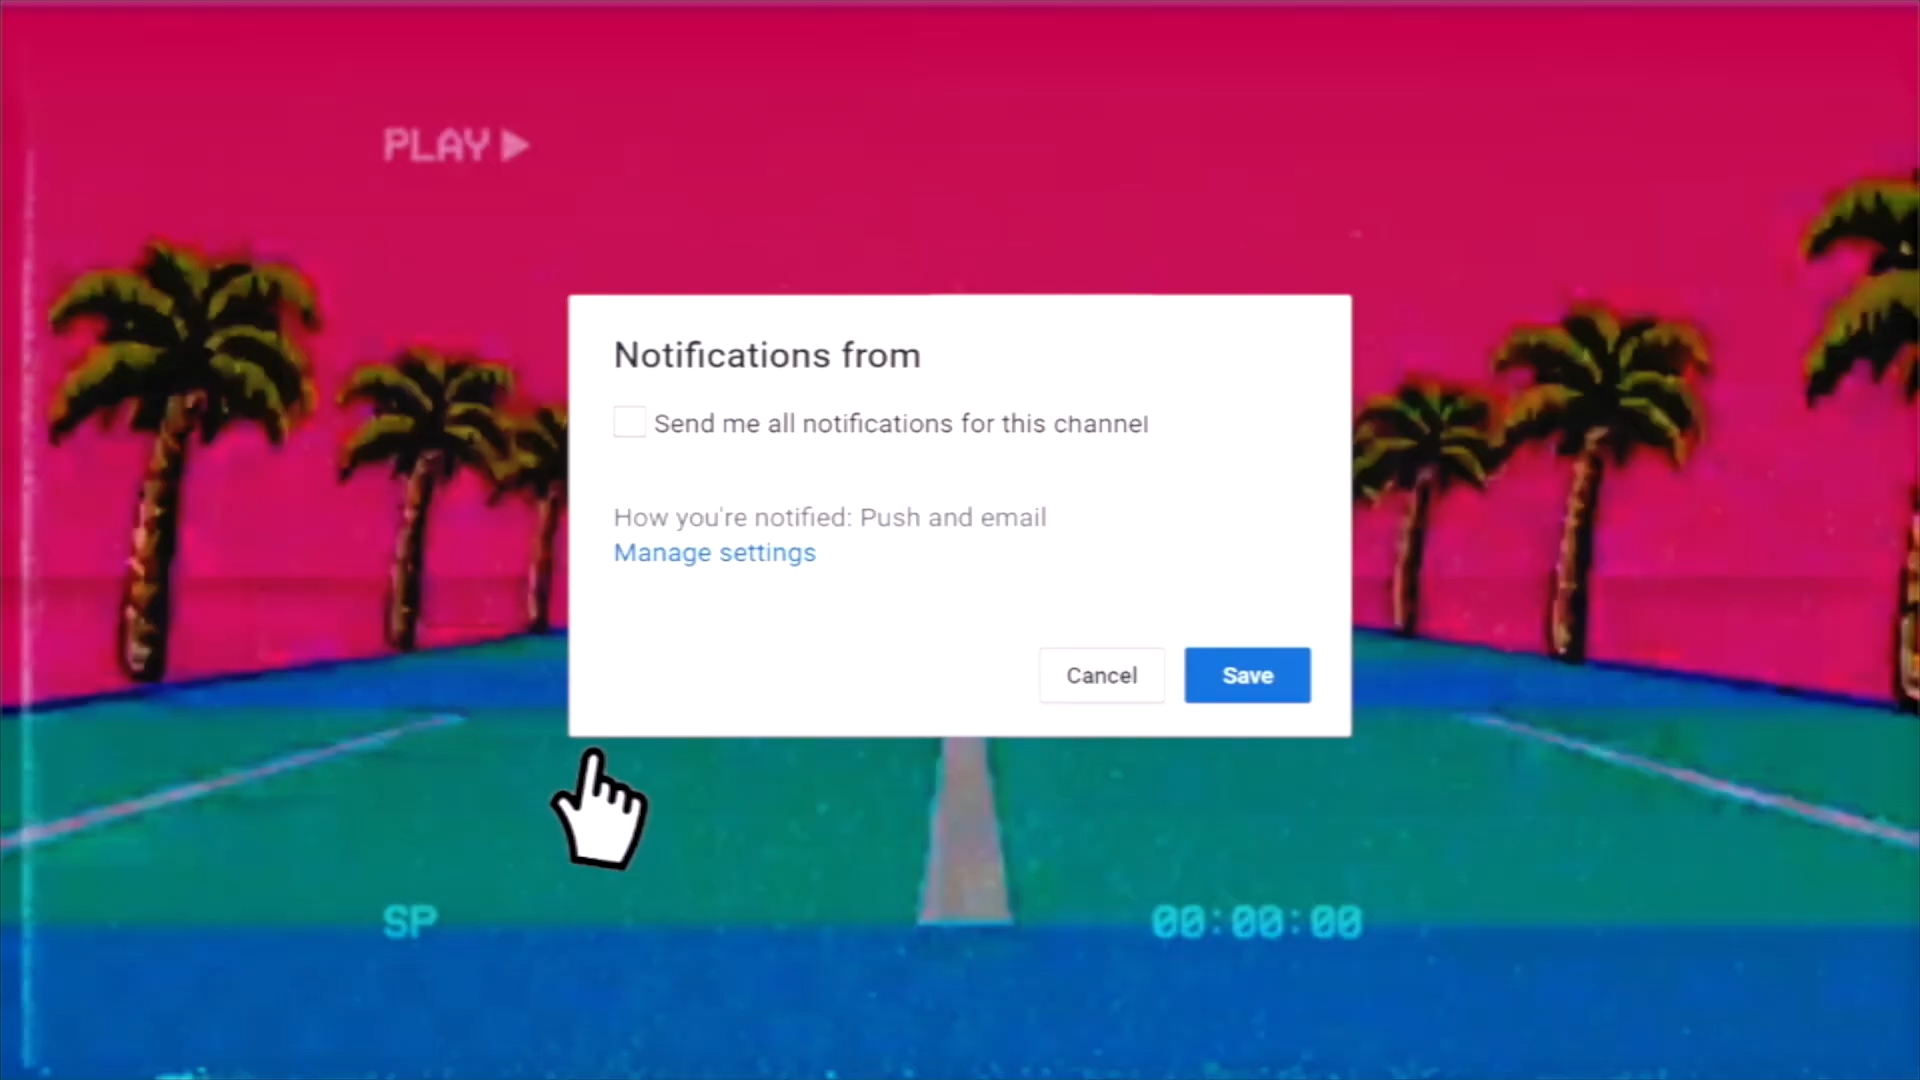 PLAY
Notifications from
Send me all notifications for this channel
How you're notified: Push and email
Manage settings
Cancel
Save
SP
00:00:00